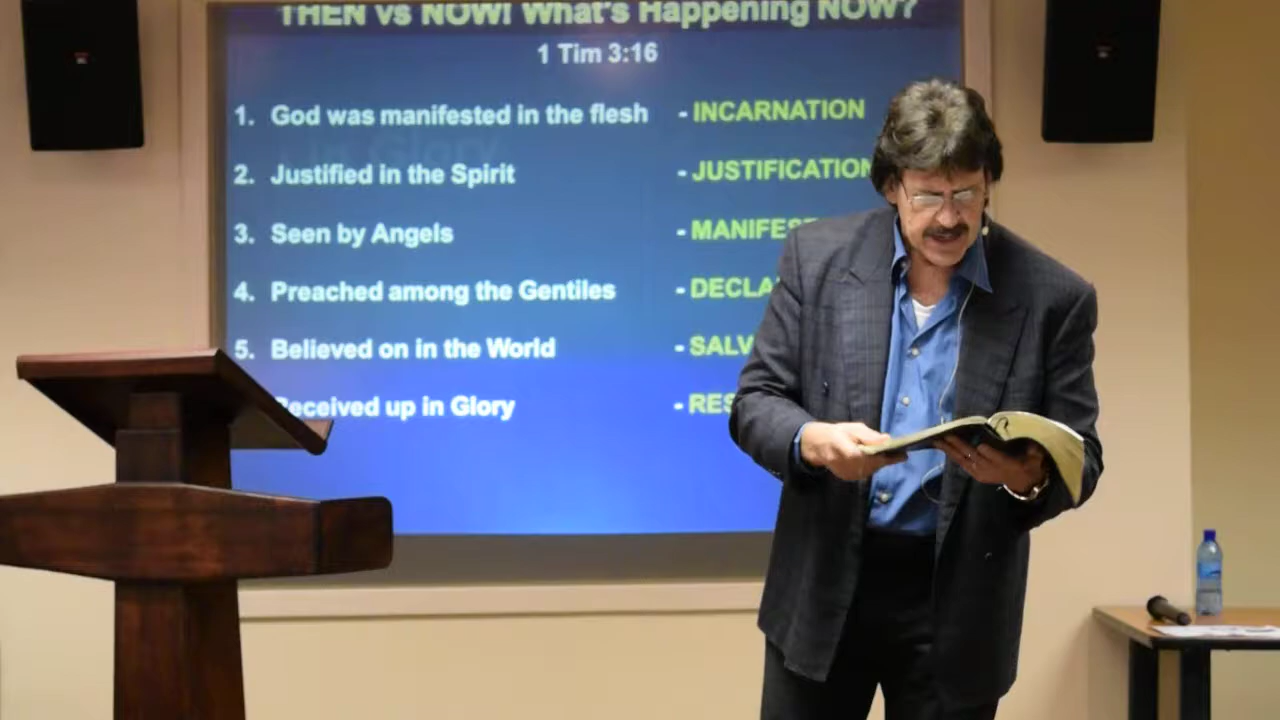 THEN vs NOW! What's Happening NOW?
1 Tim 3:16
1. God was manifested in the flesh - INCARNATION
2. Justified in the Spirit - JUSTIFICATION
3. Seen by Angels -
4. Preached among the Gentiles -
5. Believed on in the World -
up in Glory -